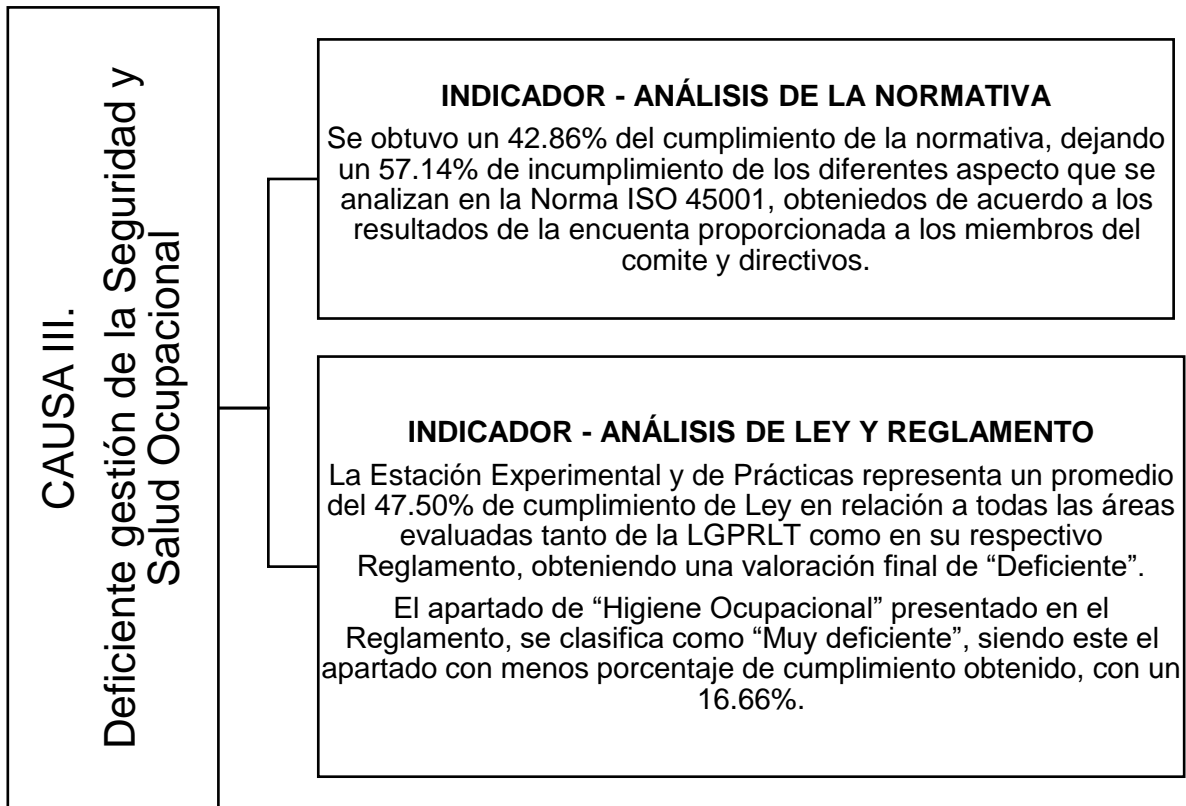 CAUSA III.
Deficiente gestión de la Seguridad y
Salud Ocupacional
INDICADOR - ANÁLISIS DE LA NORMATIVA
Se obtuvo un 42.86% del cumplimiento de la normativa, dejando
un 57.14% de incumplimiento de los diferentes aspecto que se
analizan en la Norma ISO 45001, obteniedos de acuerdo a los
resultados de la encuenta proporcionada a los miembros del
comite y directivos.
INDICADOR - ANÁLISIS DE LEY Y REGLAMENTO
La Estación Experimental y de Prácticas representa un promedio
del 47.50% de cumplimiento de Ley en relación a todas las áreas
evaluadas tanto de la LGPRLT como en su respectivo
Reglamento, obteniendo una valoración final de “Deficiente”.
El apartado de “Higiene Ocupacional” presentado en el
Reglamento, se clasifica como “Muy deficiente”, siendo este el
apartado con menos porcentaje de cumplimiento obtenido, con un
16.66%.